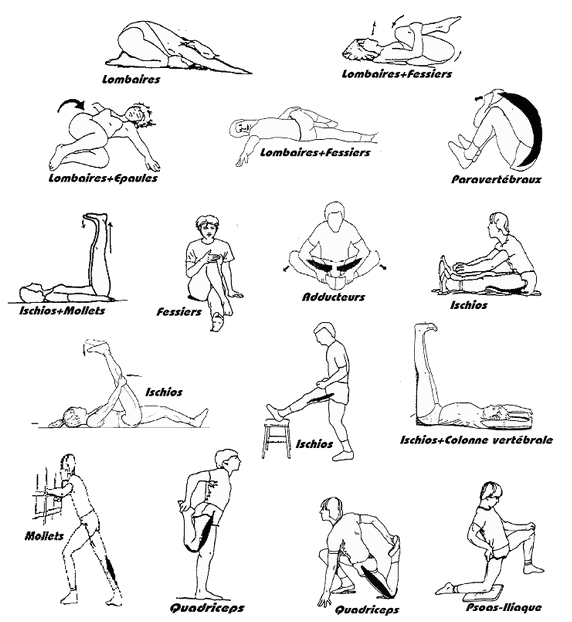 Lombaires
Lombaires+Fessiers
Lombaires+Epaules
Lombaires+Fessiers
Paravertébraux
Ischios+Mollets
Fessiers
Adducteurs
Ischios
Ischios
Ischios
Ischios+Colonne vertébrale
Mollets
Quadriceps
Quadriceps
Psoas-Iliaque